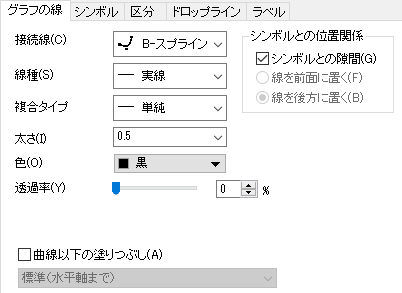 グラフの線 シンボル 区分 ドロップライン ラベル
接続線(C) B-スプライン
線種(S) 実線
複合タイプ 単純
太さ(I) 0.5
色(O) 黒
透過率(Y) 0 %
シンボルとの位置関係
シンボルとの隙間(G)
線を前面に置く(F)
線を後方に置く(B)
曲線以下の塗りつぶし(A)
標準(水平軸まで)